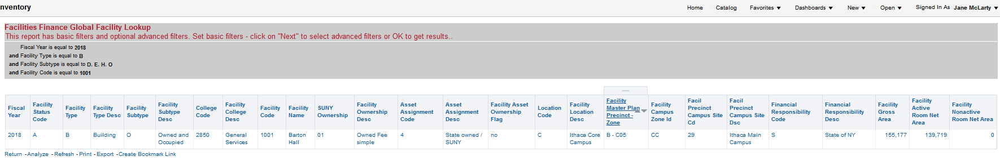 nventory
Home Catalog Favorites Dashboards New Open Signed In As Jane McLarty
Facilities Finance Global Facility Lookup
This report has basic filters and optional advanced filters. Set basic filters - click on "Next" to select advanced filters or OK to get results..
Fiscal Year is equal to 2018
and Facility Type is equal to B
and Facility Subtype is equal to D, E, H, O
and Facility Code is equal to 1001
Fiscal Year Facility Status Code Facility Type Facility Type Desc Facility Subtype Facility Subtype Desc College Code Facility College Desc Facility Code Facility Name SUNY Ownership Facility Ownership Desc Asset Assignment Code Asset Assignment Desc Facility Asset Ownership Flag Location Code Facility Location Desc Facility Master Plan Precinct - Zone Facility Campus Zone Id Facil Precinct Campus Site Cd Facil Precinct Campus Site Dsc Financial Responsibility Code Financial Responsibility Desc Facility Gross Area Facility Active Room Net Area Facility Nonactive Room Net Area
2018 A B Building O Owned and Occupied 2850 General Services 1001 Barton Hall 01 Owned Fee simple 4 State owned / SUNY no C Ithaca Core Campus B - C05 CC 29 Ithaca Main Campus S State of NY 155,177 139,719 0
Return - Analyze - Refresh - Print - Export - Create Bookmark Link